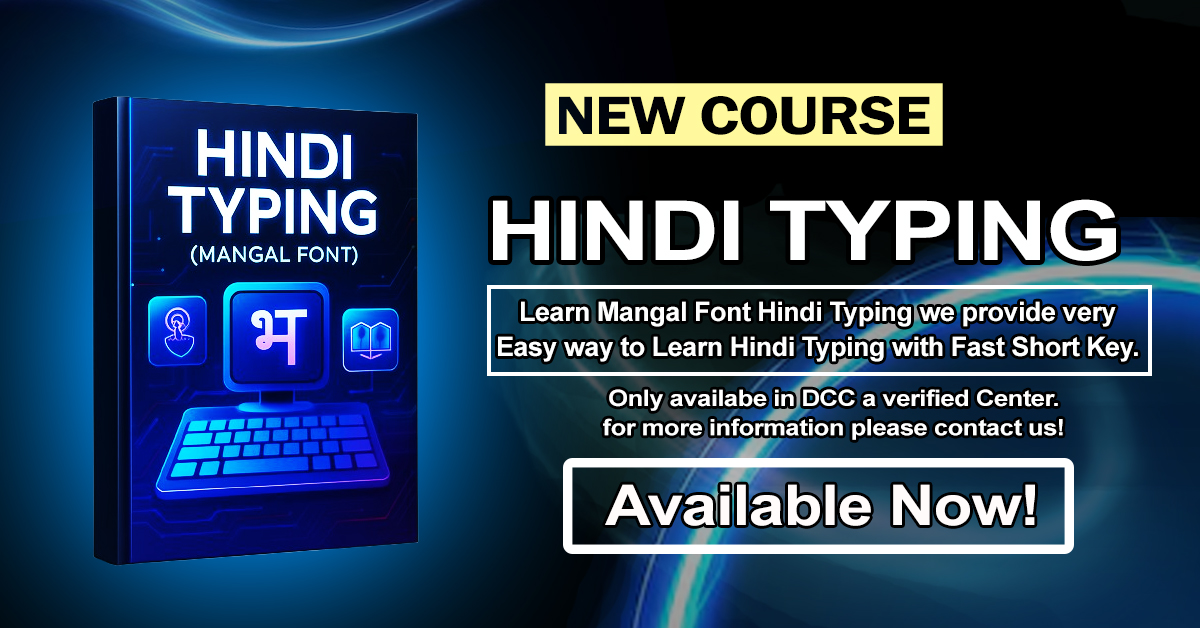 HINDI
TYPING
(MANGAL FONT)
भ
NEW COURSE
HINDI TYPING
Learn Mangal Font Hindi Typing we provide very
Easy way to Learn Hindi Typing with Fast Short Key.
Only availabe in DCC a verified Center.
for more information please contact us!
Available Now!